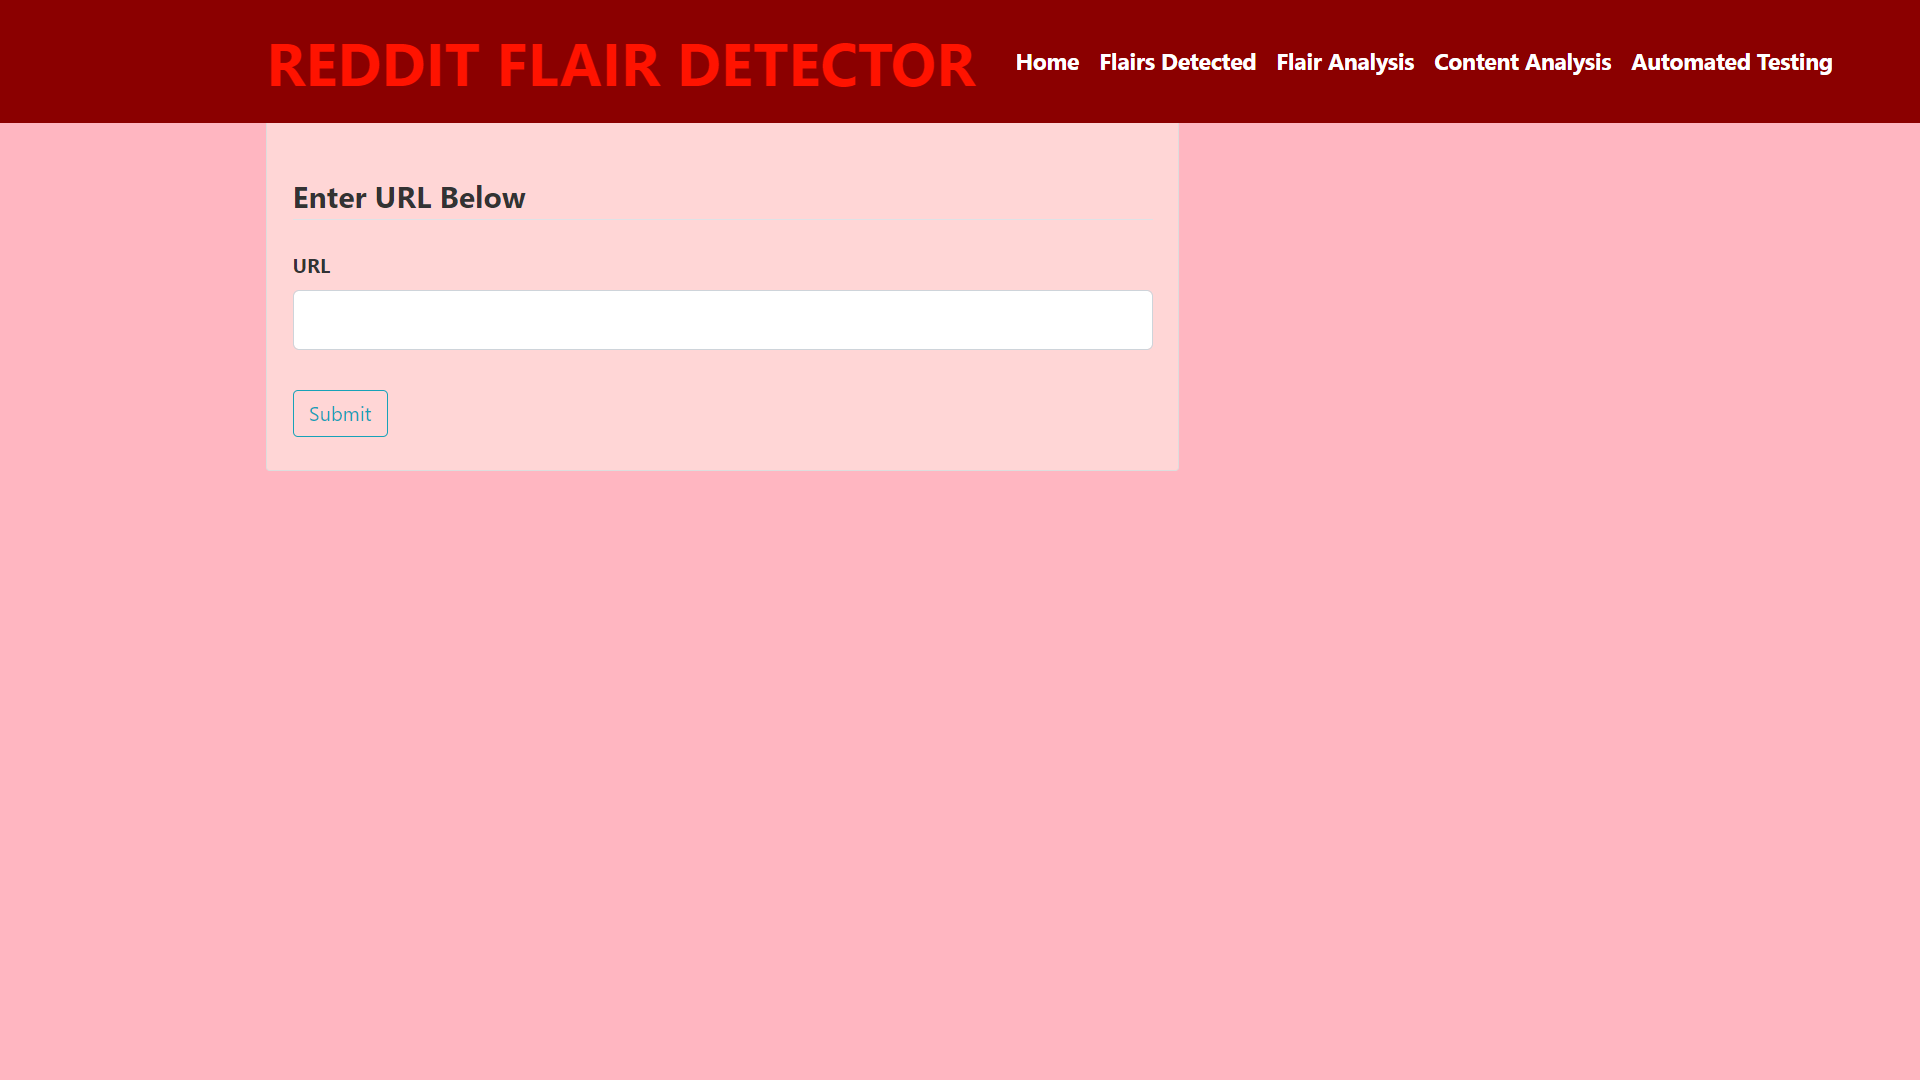 REDDIT FLAIR DETECTOR Home Flairs Detected Flair Analysis Content Analysis Automated Testing
Enter URL Below
URL
Submit